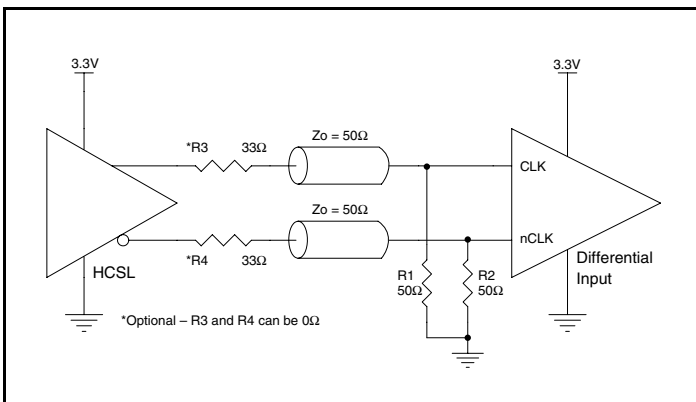 3.3V
3.3V
*R3 33Ω
Zo = 50Ω
CLK
Zo = 50Ω
nCLK
*R4 33Ω
HCSL
R1
50Ω
R2
50Ω
Differential
Input
*Optional – R3 and R4 can be 0Ω